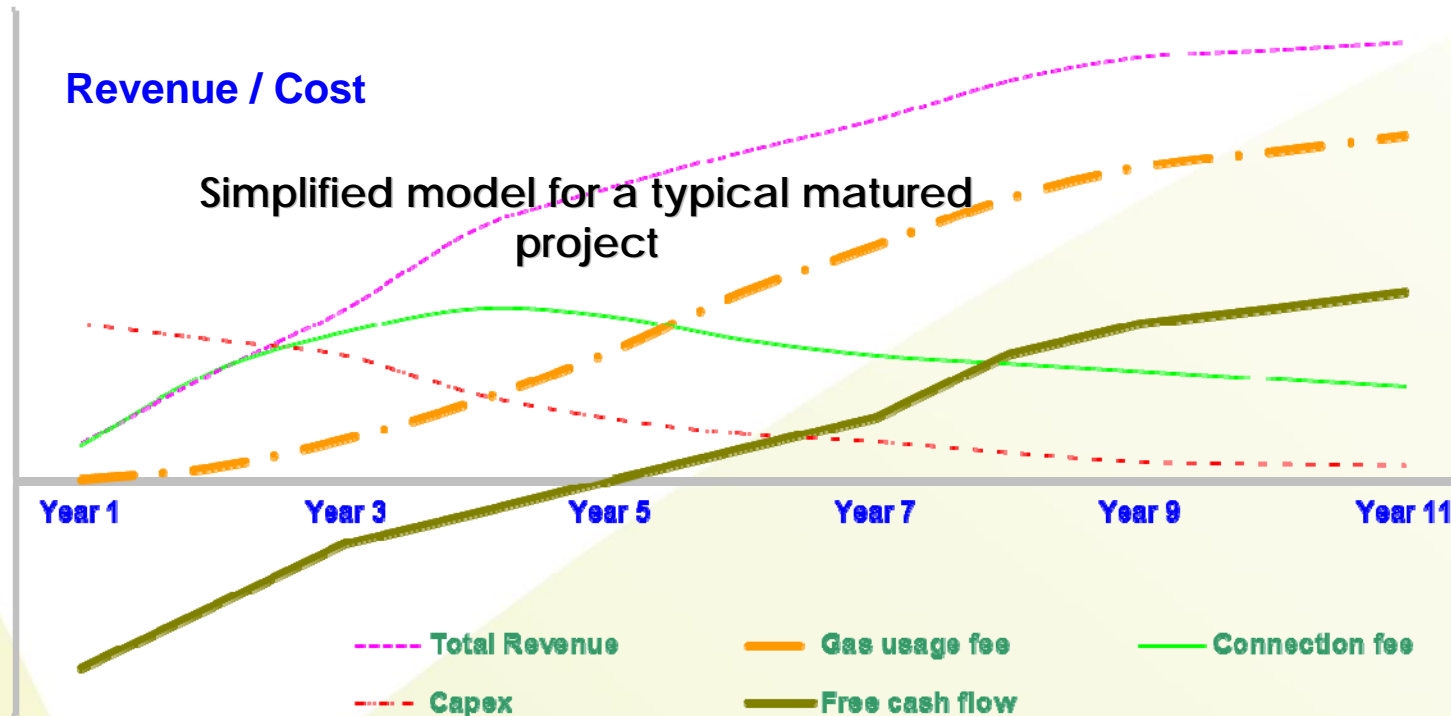 Revenue / Cost
Simplified model for a typical matured
project
Year 1 Year 3 Year 5 Year 7 Year 9 Year 11
Total Revenue Gas usage fee Connection fee
Capex Free cash flow